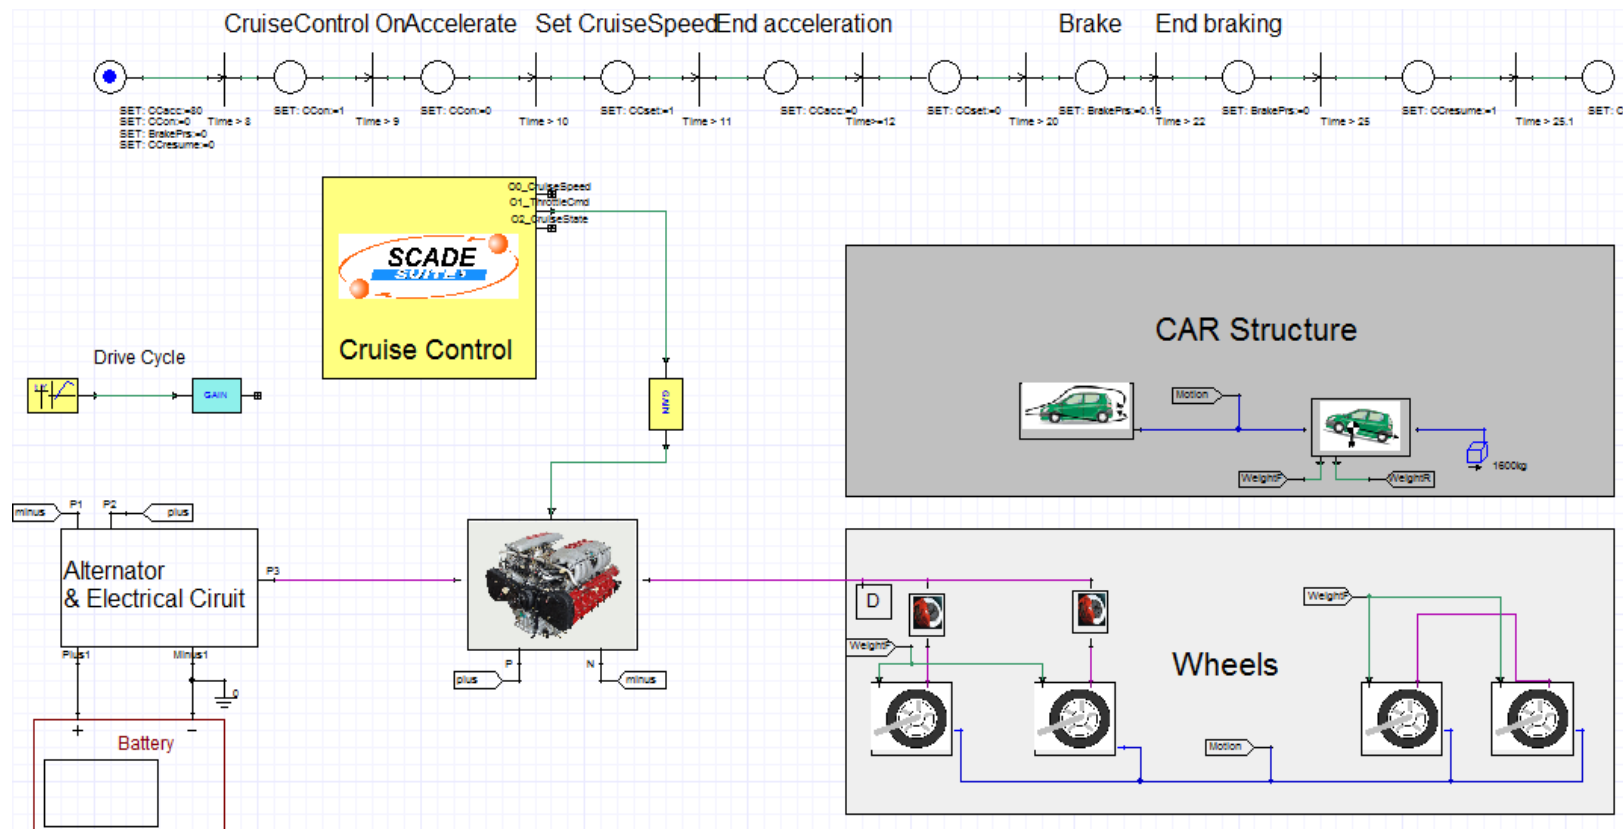 CruiseControl On Accelerate Set CruiseSpeed End acceleration Brake End braking
SET: CCacc:=80
SET: CCon:=0
SET: BrakePrs:=0
SET: CCresume:=0
Time > 8
SET: CCon:=1
Time > 9
SET: CCon:=0
Time > 10
SET: CCset:=1
Time > 11
SET: CCacc:=0
Time>=12
SET: CCset:=0
Time > 20
SET: BrakePrs:=0.15
Time > 22
SET: BrakePrs:=0
Time > 25
SET: CCresume:=1
Time > 25.1
SET: C
O0_CruiseSpeed
O1_ThrottleCmd
O2_CruiseState
SCADE
SUITE
Cruise Control
Drive Cycle
GAIN
GAIN
CAR Structure
Motion
1600kg
WeightF
WeightR
minus
P1
P2
plus
Alternator
& Electrical Ciruit
P3
Plus1
Minus1
0
Battery
+
−
P
N
plus
minus
D
WeightF
Wheels
WeightF
Motion